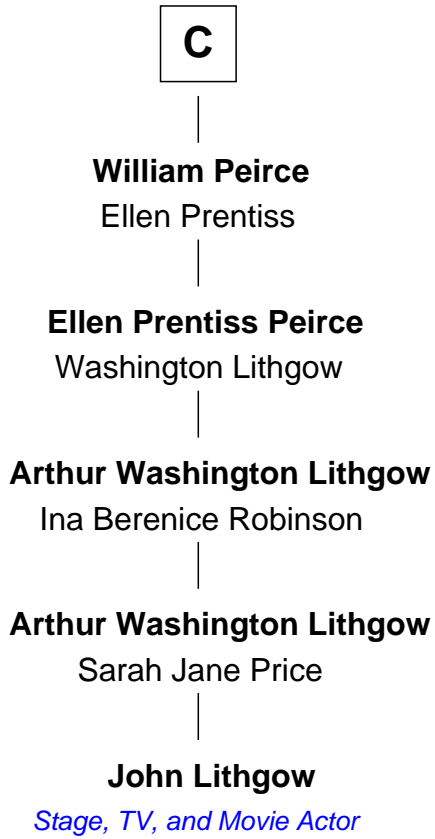 C
William Peirce
Ellen Prentiss
Ellen Prentiss Peirce
Washington Lithgow
Arthur Washington Lithgow
Ina Berenice Robinson
Arthur Washington Lithgow
Sarah Jane Price
John Lithgow
Stage, TV, and Movie Actor